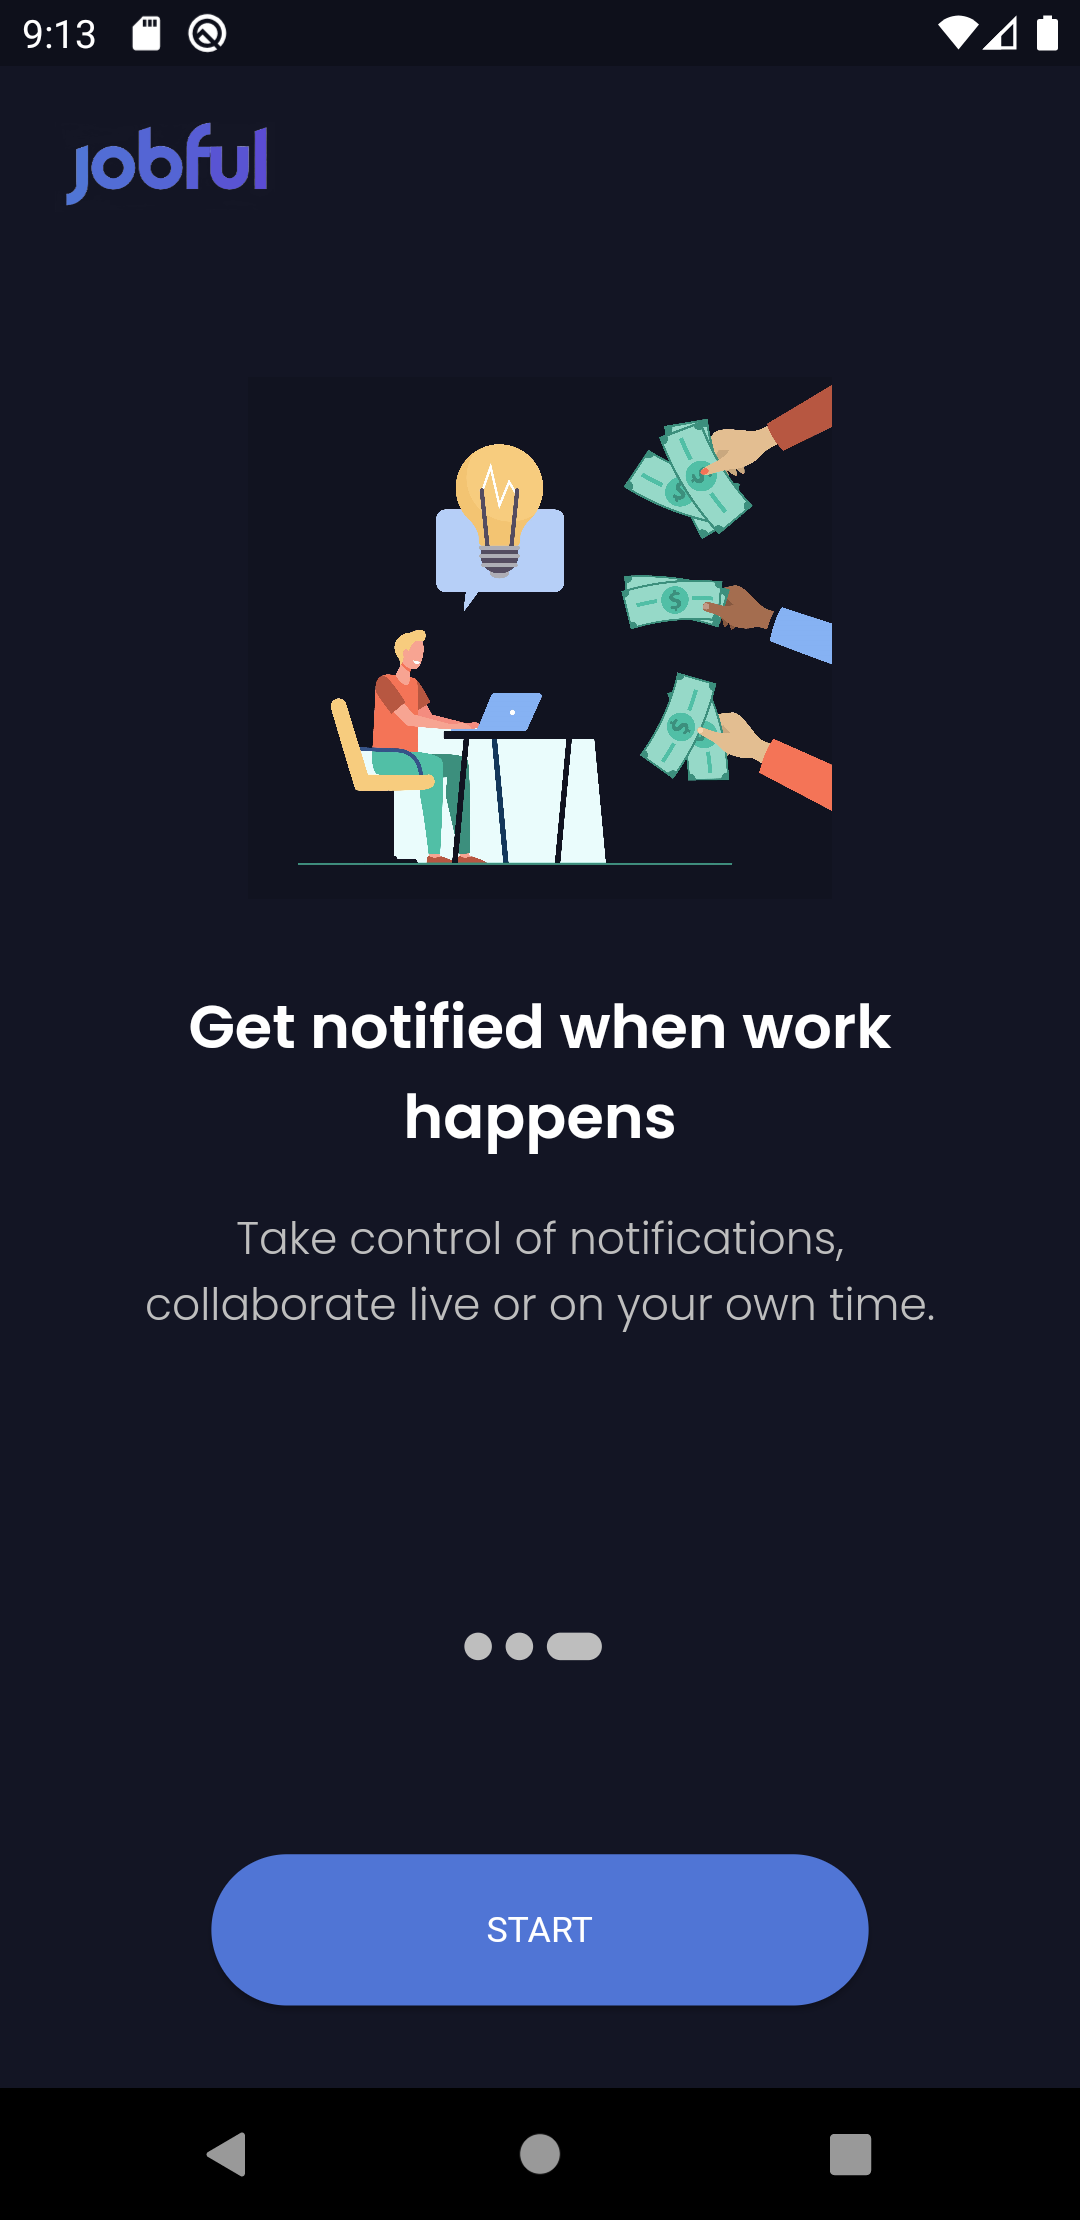 9:13
jobful
Get notified when work
happens
Take control of notifications,
collaborate live or on your own time.
START